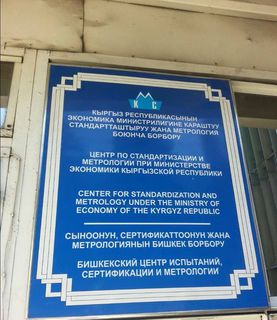 К С
КЫРГЫЗ РЕСПУБЛИКАСЫНЫН
ЭКОНОМИКА МИНИСТРЛИГИНЕ КАРАШТУУ
СТАНДАРТТАШТЫРУУ ЖАНА МЕТРОЛОГИЯ
БОЮНЧА БОРБОРУ
ЦЕНТР ПО СТАНДАРТИЗАЦИИ И
МЕТРОЛОГИИ ПРИ МИНИСТЕРСТВЕ
ЭКОНОМИКИ КЫРГЫЗСКОЙ РЕСПУБЛИКИ
CENTER FOR STANDARDIZATION AND
METROLOGY UNDER THE MINISTRY OF
ECONOMY OF THE KYRGYZ REPUBLIC
СЫНООНУН, СЕРТИФИКАТТООНУН ЖАНА
МЕТРОЛОГИЯНЫН БИШКЕК БОРБОРУ
БИШКЕКСКИЙ ЦЕНТР ИСПЫТАНИЙ,
СЕРТИФИКАЦИИ И МЕТРОЛОГИИ